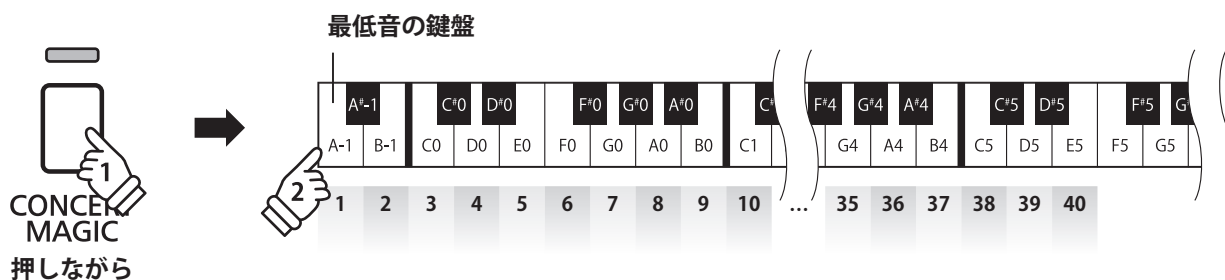 最低音の鍵盤
A#-1 C#0 D#0 F#0 G#0 A#0 F#4 G#4 A#4 C#5 D#5 F#5
A-1 B-1 C0 D0 E0 F0 G0 A0 B0 C1 G4 A4 B4 C5 D5 E5 F5 G5
1
2
1 2 3 4 5 6 7 8 9 10 ... 35 36 37 38 39 40
CONCERT
MAGIC
押しながら